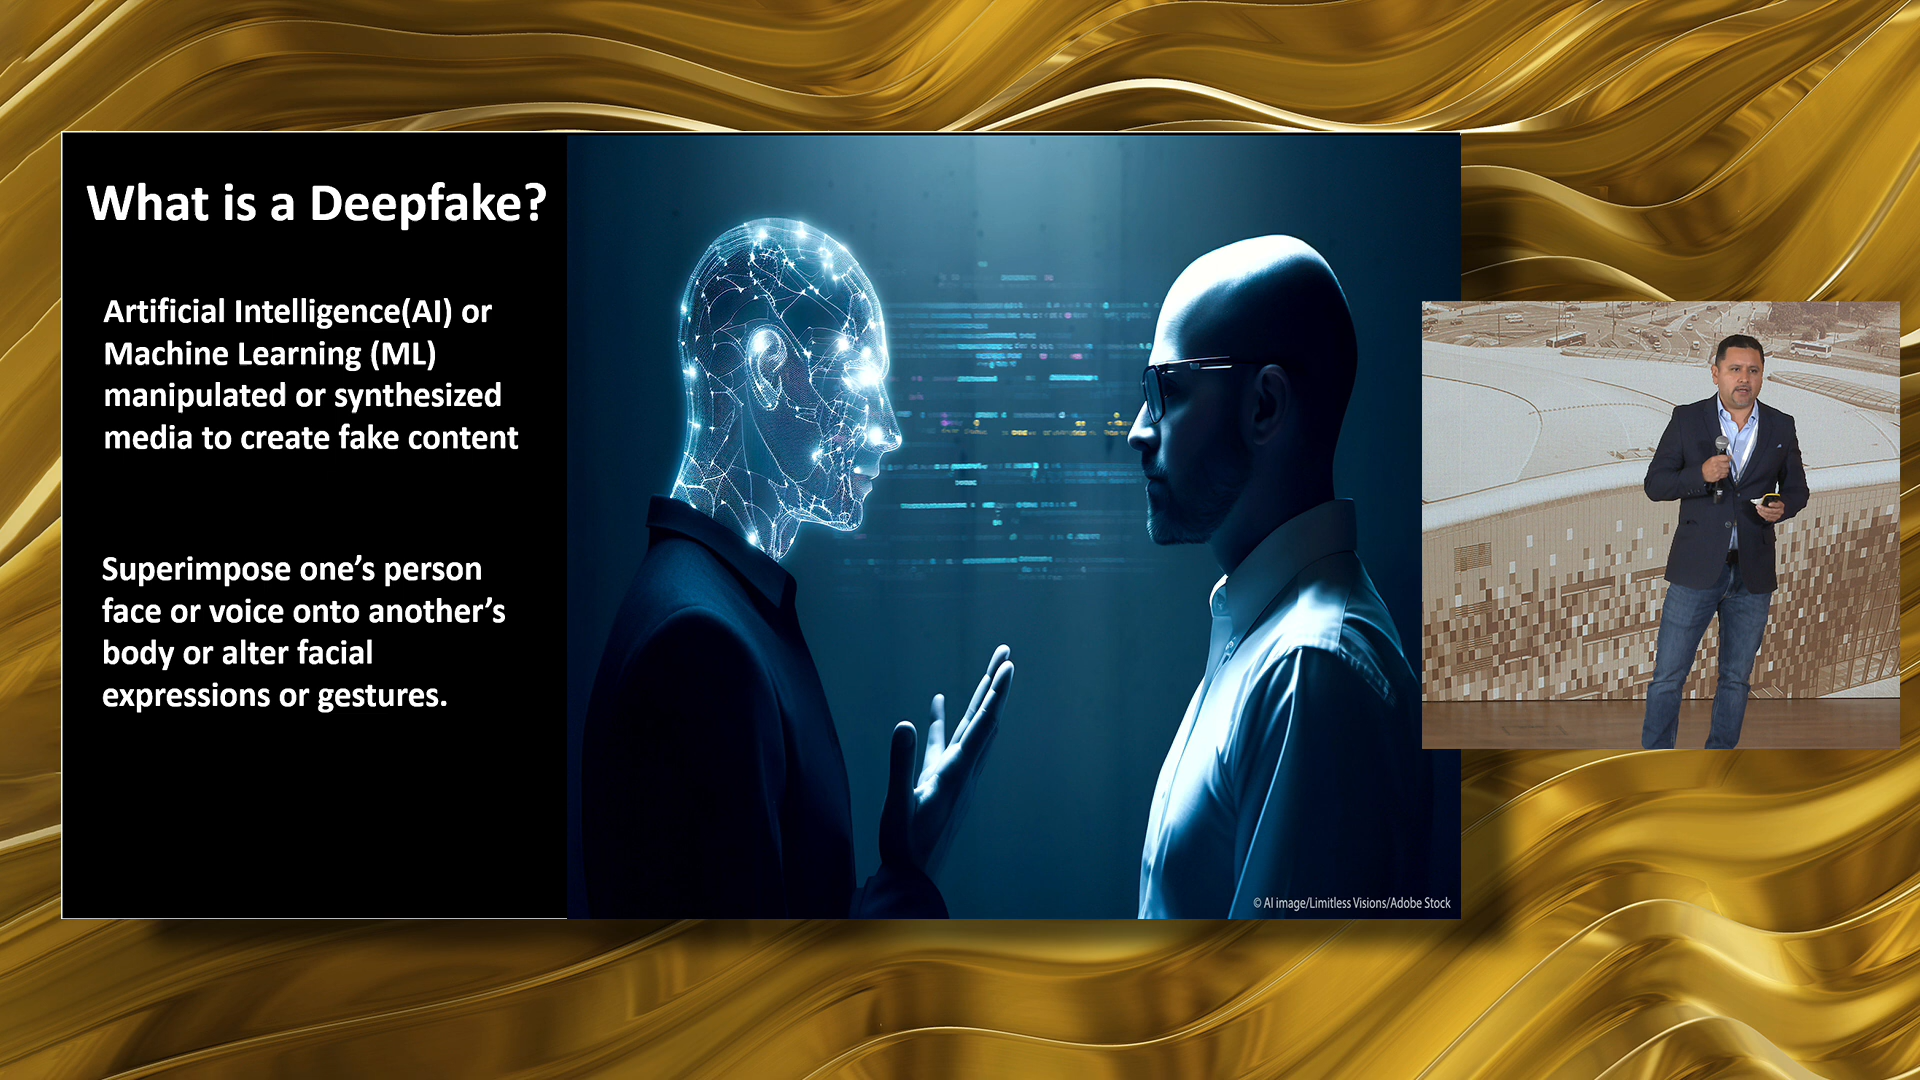 What is a Deepfake?
Artificial Intelligence(AI) or
Machine Learning (ML)
manipulated or synthesized
media to create fake content
Superimpose one’s person
face or voice onto another’s
body or alter facial
expressions or gestures.
© AI image/Limitless Visions/Adobe Stock